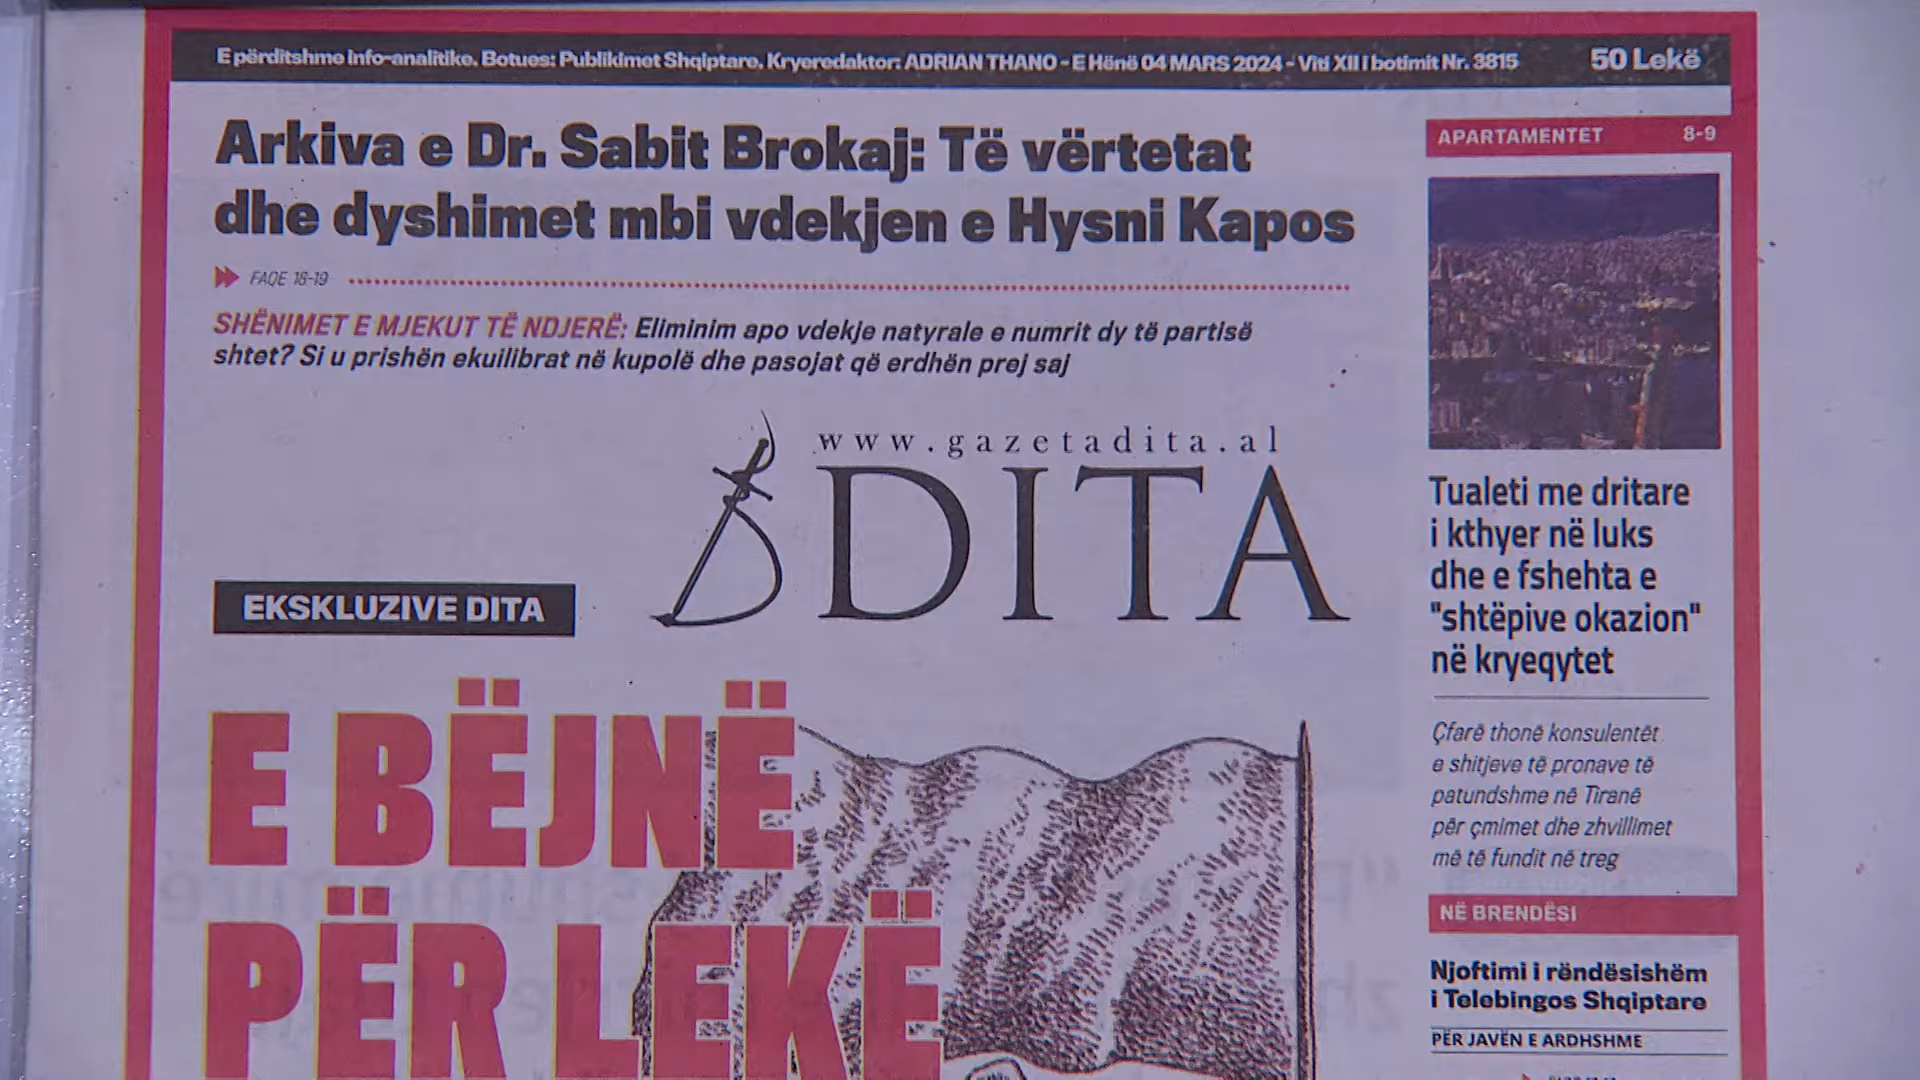 E përditshme Info-analitike. Botues: Publikimet Shqiptare. Kryeredaktor: ADRIAN THANO - E Hënë 04 MARS 2024 - Viti XII i botimit Nr. 3815 50 Lekë
Arkiva e Dr. Sabit Brokaj: Të vërtetat
dhe dyshimet mbi vdekjen e Hysni Kapos
FAQE 18-19
SHËNIMET E MJEKUT TË NDJERË: Eliminim apo vdekje natyrale e numrit dy të partisë
shtet? Si u prishën ekuilibrat në kupolë dhe pasojat që erdhën prej saj
www.gazetadita.al
DITA
EKSKLUZIVE DITA
E BËJNË
PËR LEKË
APARTAMENTET 8-9
Tualeti me dritare
i kthyer në luks
dhe e fshehta e
"shtëpive okazion"
në kryeqytet
Çfarë thonë konsulentët
e shitjeve të pronave të
patundshme në Tiranë
për çmimet dhe zhvillimet
më të fundit në treg
NË BRENDËSI
Njoftimi i rëndësishëm
i Telebingos Shqiptare
PËR JAVËN E ARDHSHME